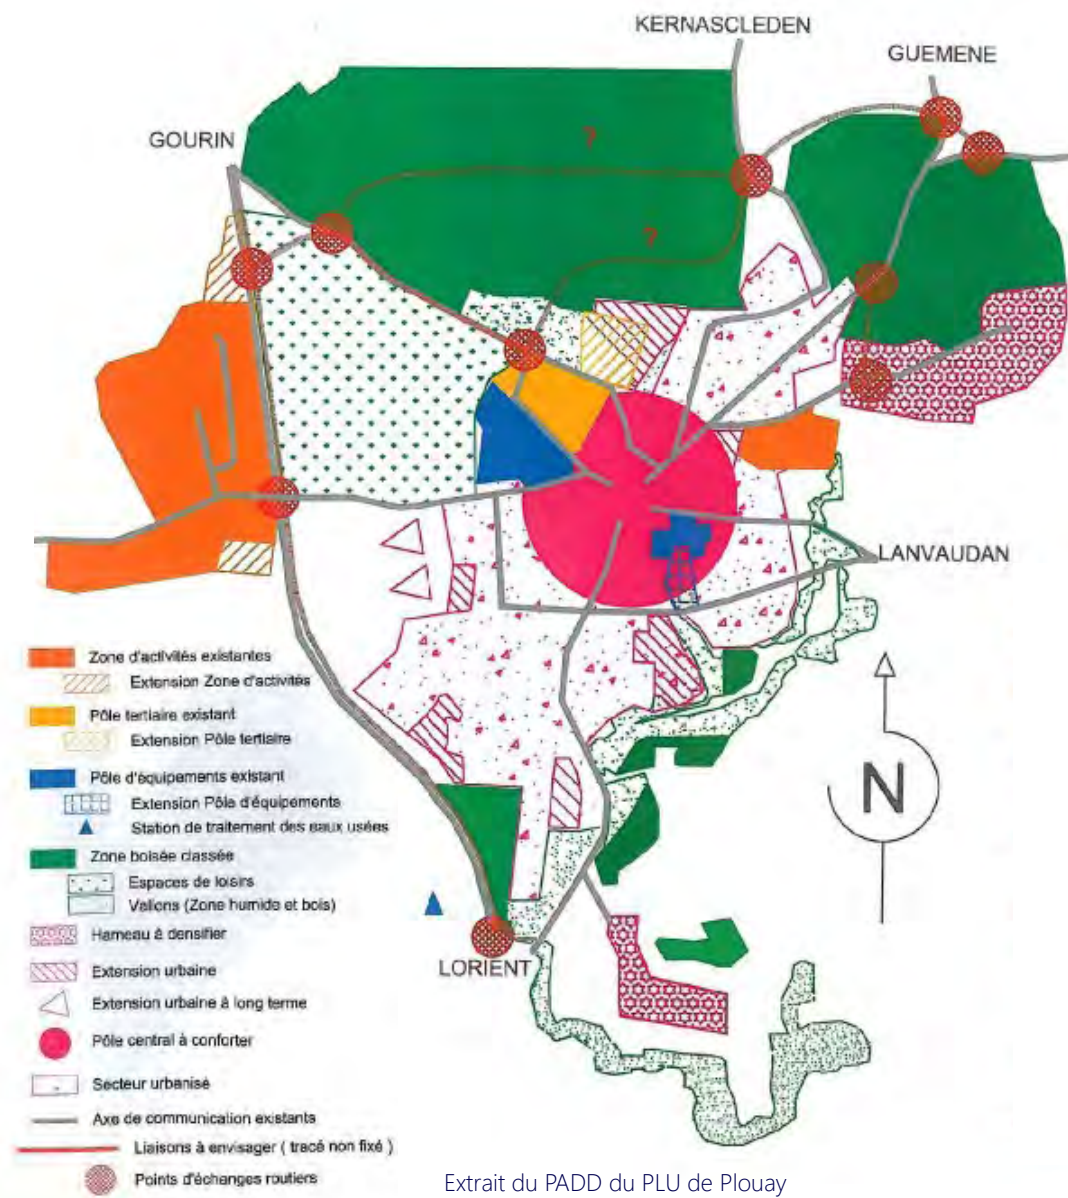 KERNASCLEDEN
GUEMENE
GOURIN
?
?
LANVAUDAN
N
LORIENT
Zone d'activités existantes
Extension Zone d'activités
Pôle tertiaire existant
Extension Pôle tertiaire
Pôle d'équipements existant
Extension Pôle d'équipements
Station de traitement des eaux usées
Zone boisée classée
Espaces de loisirs
Vallons (Zone humide et bois)
Hameau à densifier
Extension urbaine
Extension urbaine à long terme
Pôle central à conforter
Secteur urbanisé
Axe de communication existants
Liaisons à envisager ( tracé non fixé )
Points d'échanges routiers
Extrait du PADD du PLU de Plouay